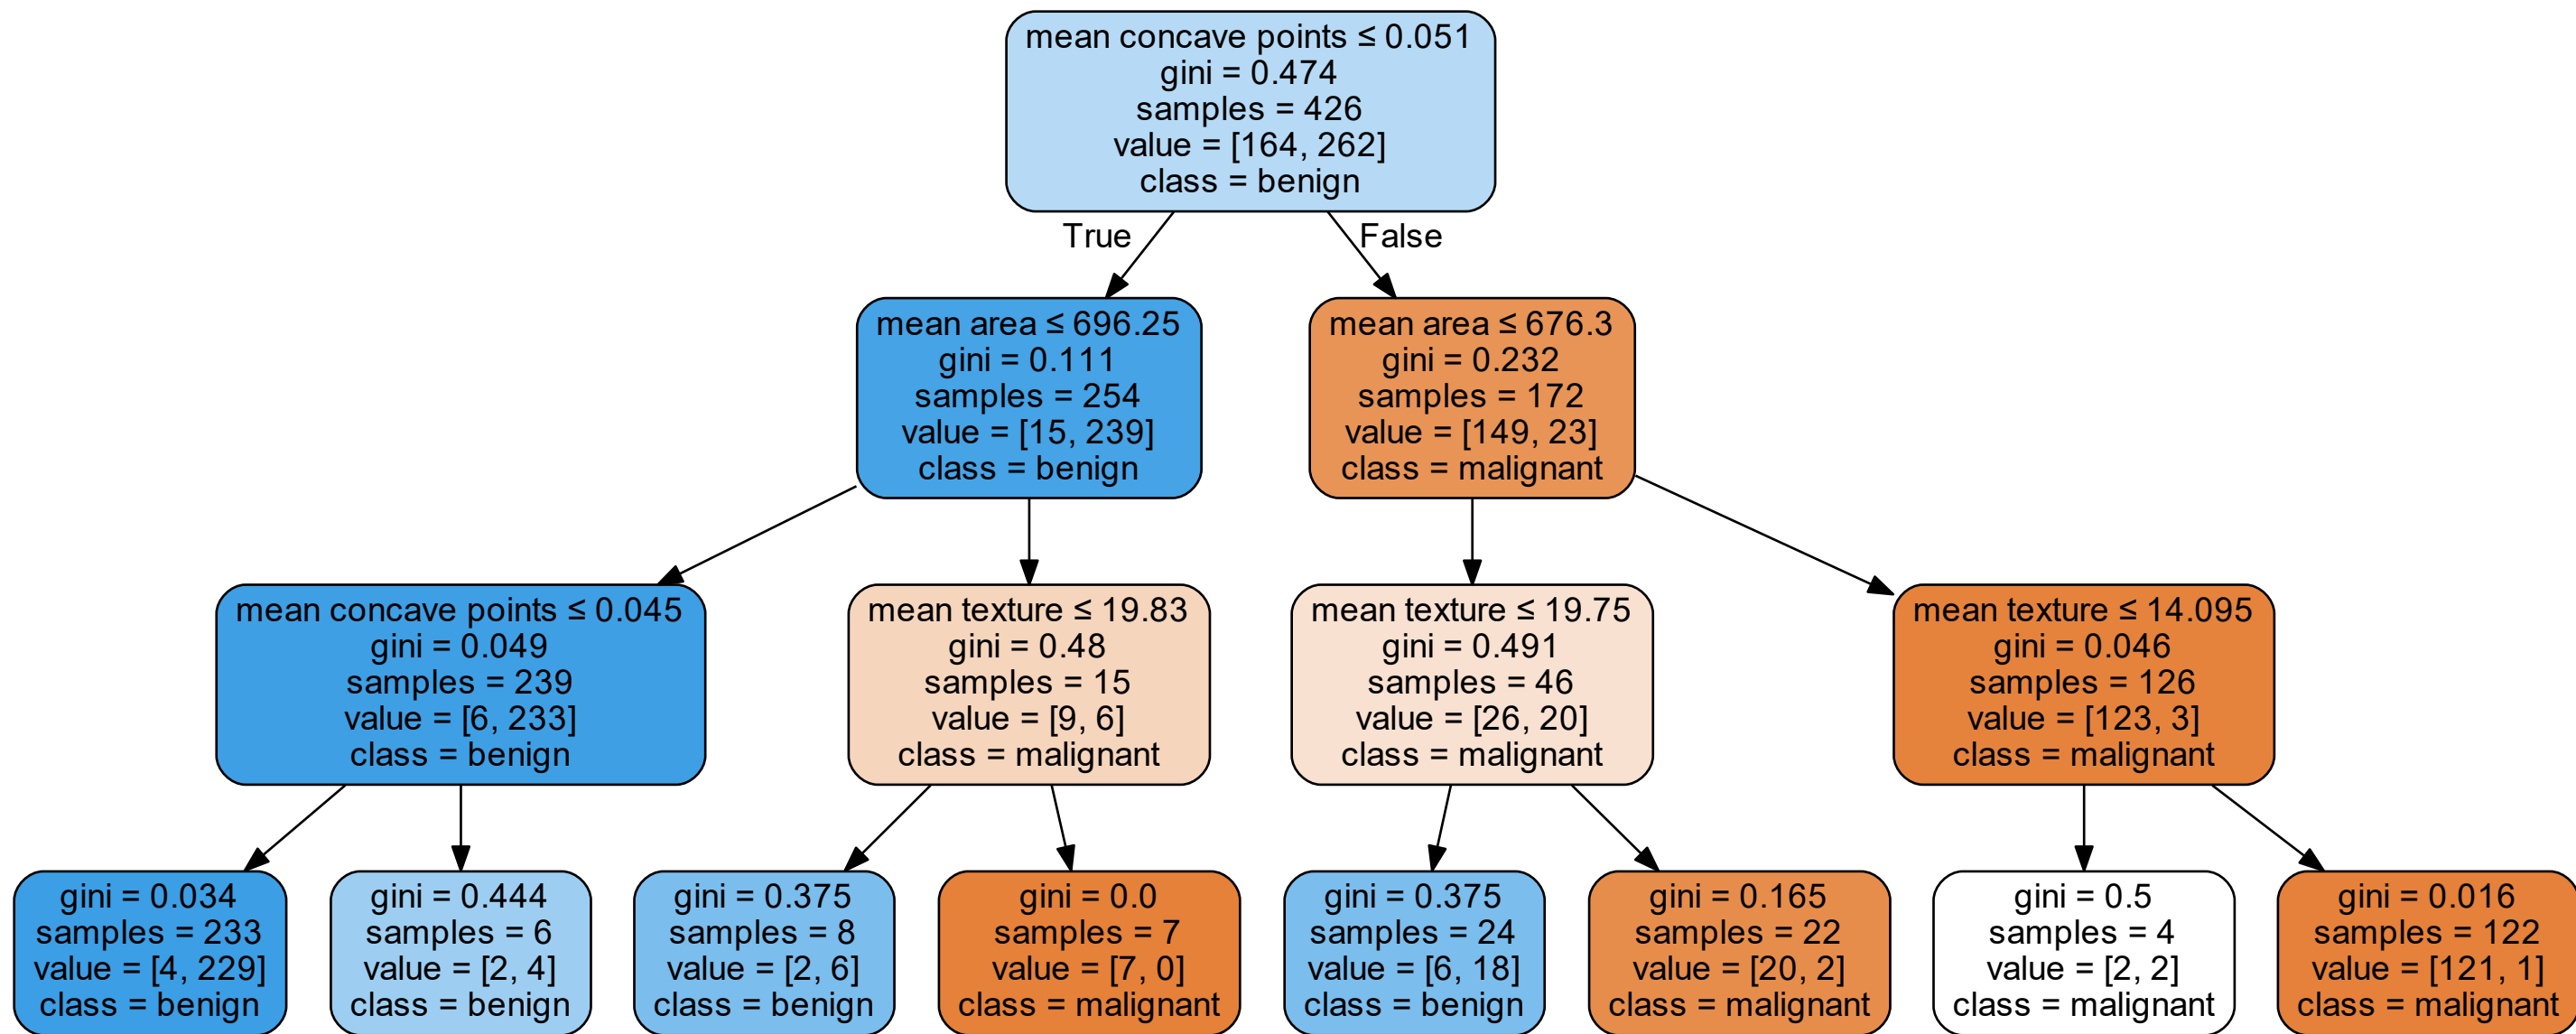 mean concave points ≤ 0.051
gini = 0.474
samples = 426
value = [164, 262]
class = benign
True
False
mean area ≤ 696.25
gini = 0.111
samples = 254
value = [15, 239]
class = benign
mean area ≤ 676.3
gini = 0.232
samples = 172
value = [149, 23]
class = malignant
mean concave points ≤ 0.045
gini = 0.049
samples = 239
value = [6, 233]
class = benign
mean texture ≤ 19.83
gini = 0.48
samples = 15
value = [9, 6]
class = malignant
mean texture ≤ 19.75
gini = 0.491
samples = 46
value = [26, 20]
class = malignant
mean texture ≤ 14.095
gini = 0.046
samples = 126
value = [123, 3]
class = malignant
gini = 0.034
samples = 233
value = [4, 229]
class = benign
gini = 0.444
samples = 6
value = [2, 4]
class = benign
gini = 0.375
samples = 8
value = [2, 6]
class = benign
gini = 0.0
samples = 7
value = [7, 0]
class = malignant
gini = 0.375
samples = 24
value = [6, 18]
class = benign
gini = 0.165
samples = 22
value = [20, 2]
class = malignant
gini = 0.5
samples = 4
value = [2, 2]
class = malignant
gini = 0.016
samples = 122
value = [121, 1]
class = malignant